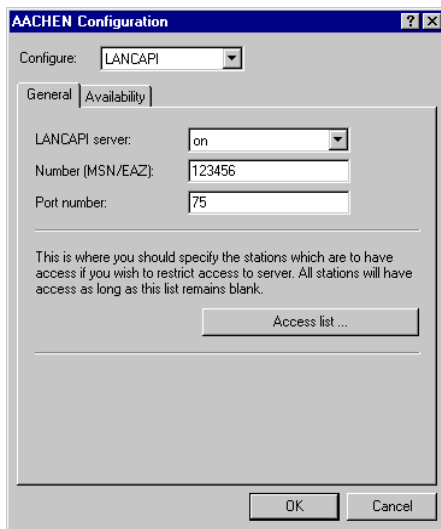 AACHEN Configuration
Configure: LANCAPI
General Availability
LANCAPI server: on
Number (MSN/EAZ): 123456
Port number: 75
This is where you should specify the stations which are to have
access if you wish to restrict access to server. All stations will have
access as long as this list remains blank.
Access list ...
OK Cancel